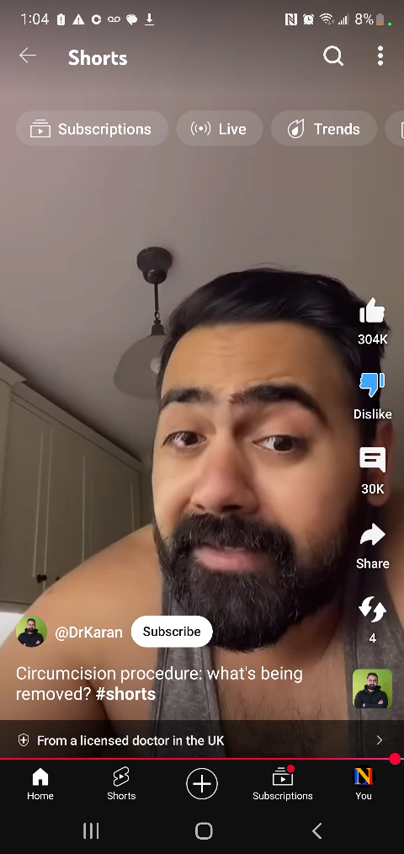 1:04
8%
Shorts
Subscriptions
Live
Trends
304K
Dislike
30K
Share
4
@DrKaran
Subscribe
Circumcision procedure: what's being
removed? #shorts
From a licensed doctor in the UK
Home
Shorts
Subscriptions
You